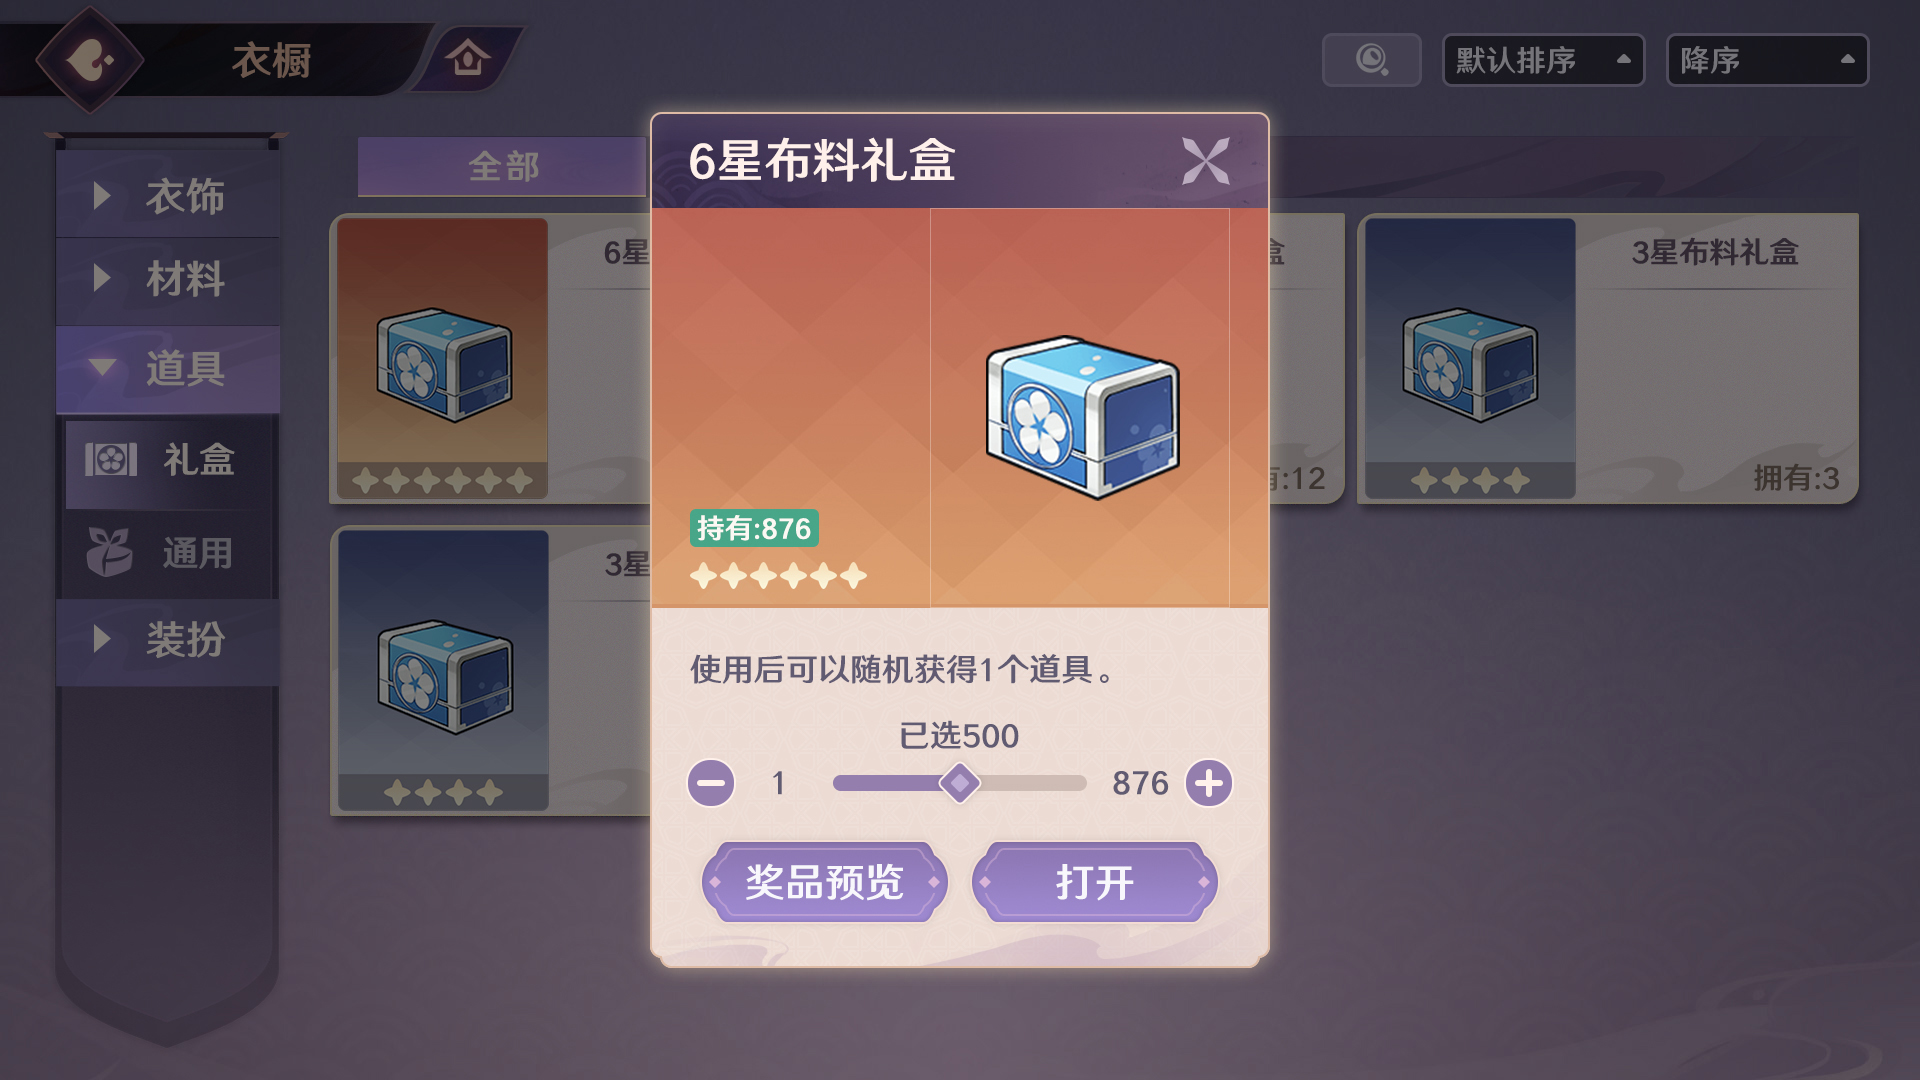 衣橱
默认排序
降序
衣饰
材料
道具
礼盒
通用
装扮
全部
6星
盒
有:12
3星布料礼盒
拥有:3
3星
6星布料礼盒
持有:876
使用后可以随机获得1个道具。
已选500
1
876
奖品预览
打开